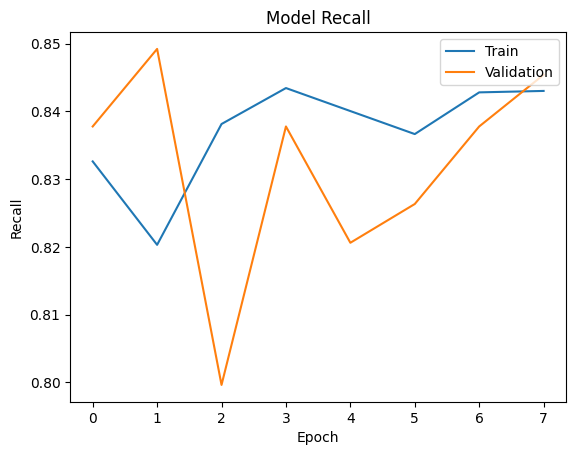 Model Recall
Train
Validation
0.85
0.84
0.83
0.82
0.81
0.80
Recall
0 1 2 3 4 5 6 7
Epoch